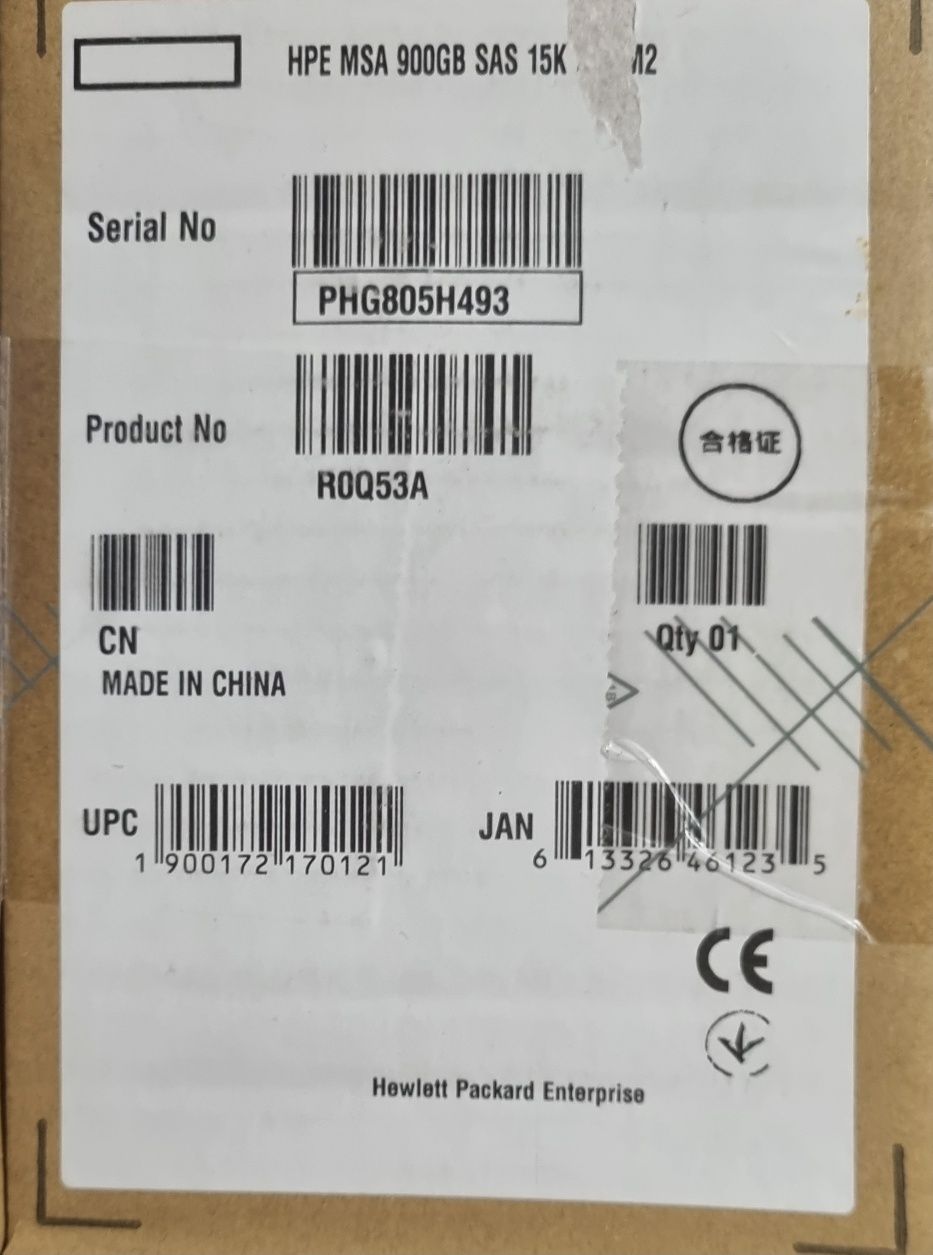 HPE MSA 900GB SAS 15K M2
Serial No
PHG805H493
Product No
R0Q53A
合格证
CN
Qty 01
MADE IN CHINA
UPC
1 900172 170121
JAN
6 13326 46123 5
CE
Hewlett Packard Enterprise